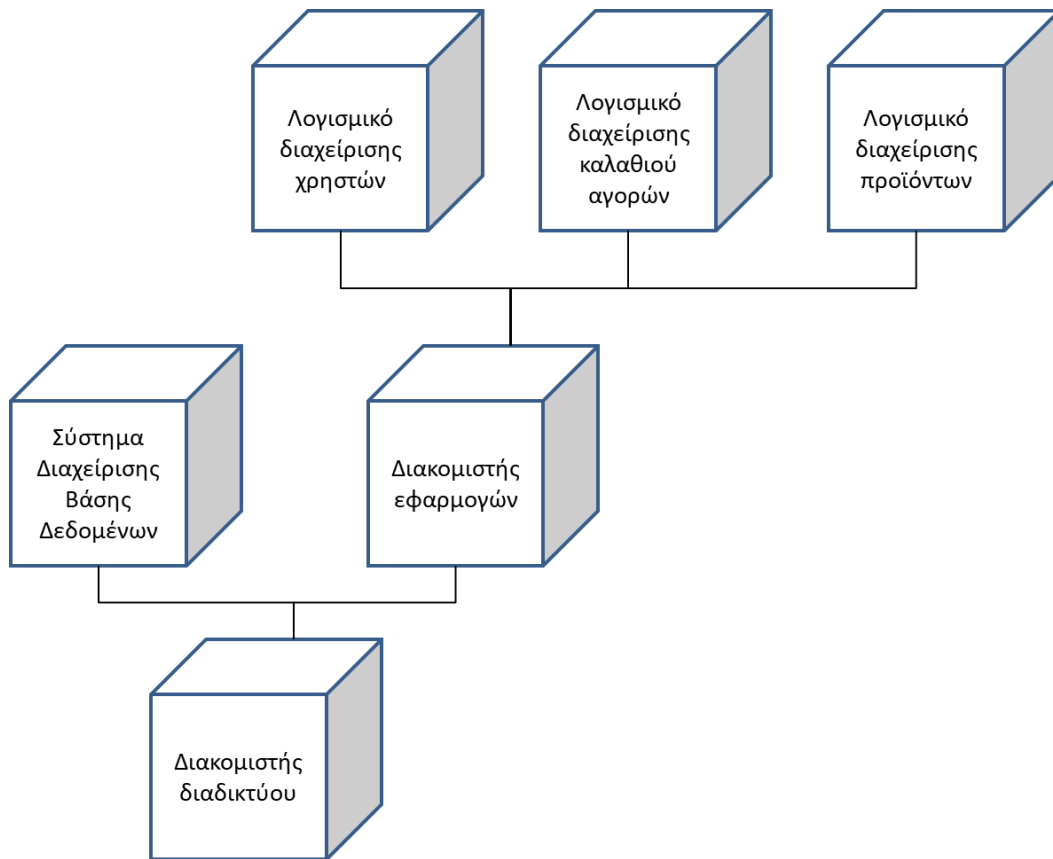 Λογισμικό
διαχείρισης
χρηστών
Λογισμικό
διαχείρισης
καλαθιού
αγορών
Λογισμικό
διαχείρισης
προϊόντων
Σύστημα
Διαχείρισης
Βάσης
Δεδομένων
Διακομιστής
εφαρμογών
Διακομιστής
διαδικτύου